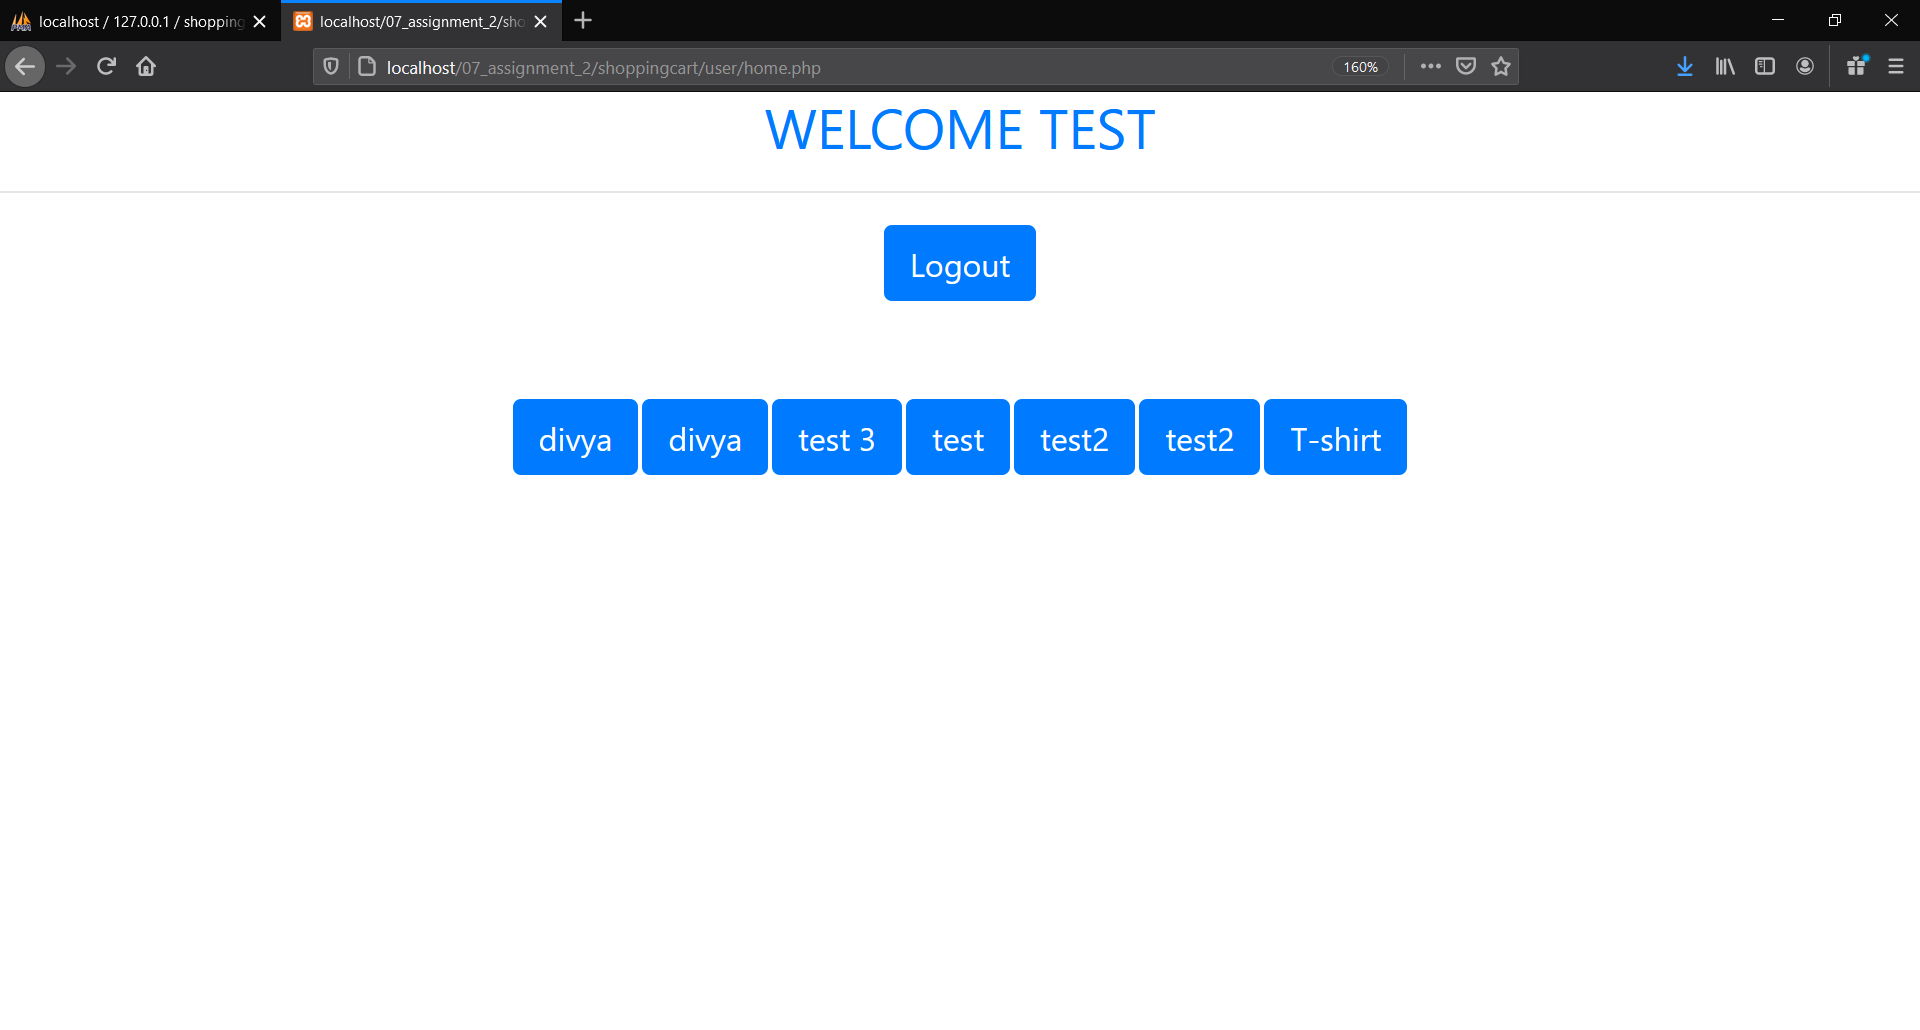 localhost / 127.0.0.1 / shopping
localhost/07_assignment_2/sho
localhost/07_assignment_2/shoppingcart/user/home.php
160%
WELCOME TEST
Logout
divya divya test 3 test test2 test2 T-shirt